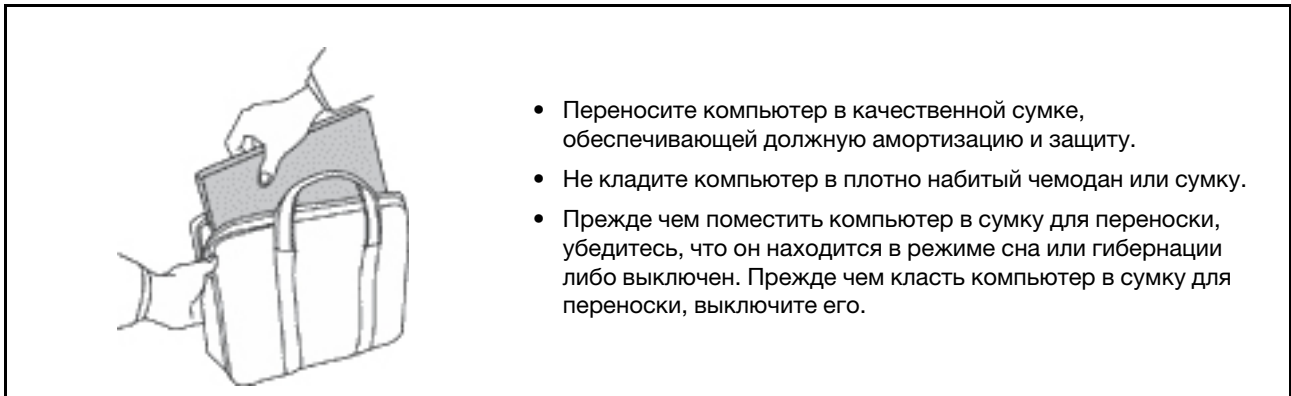 • Переносите компьютер в качественной сумке,
обеспечивающей должную амортизацию и защиту.
• Не кладите компьютер в плотно набитый чемодан или сумку.
• Прежде чем поместить компьютер в сумку для переноски,
убедитесь, что он находится в режиме сна или гибернации
либо выключен. Прежде чем класть компьютер в сумку для
переноски, выключите его.